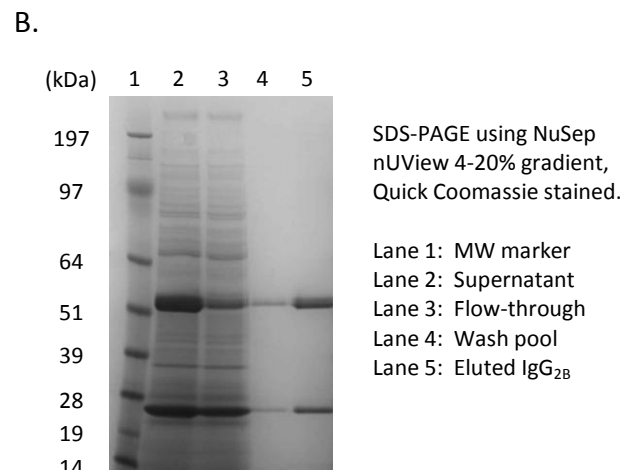 B.
(kDa) 1 2 3 4 5
197
97
64
51
39
28
19
14
SDS-PAGE using NuSep
nUView 4-20% gradient,
Quick Coomassie stained.
Lane 1: MW marker
Lane 2: Supernatant
Lane 3: Flow-through
Lane 4: Wash pool
Lane 5: Eluted IgG2B